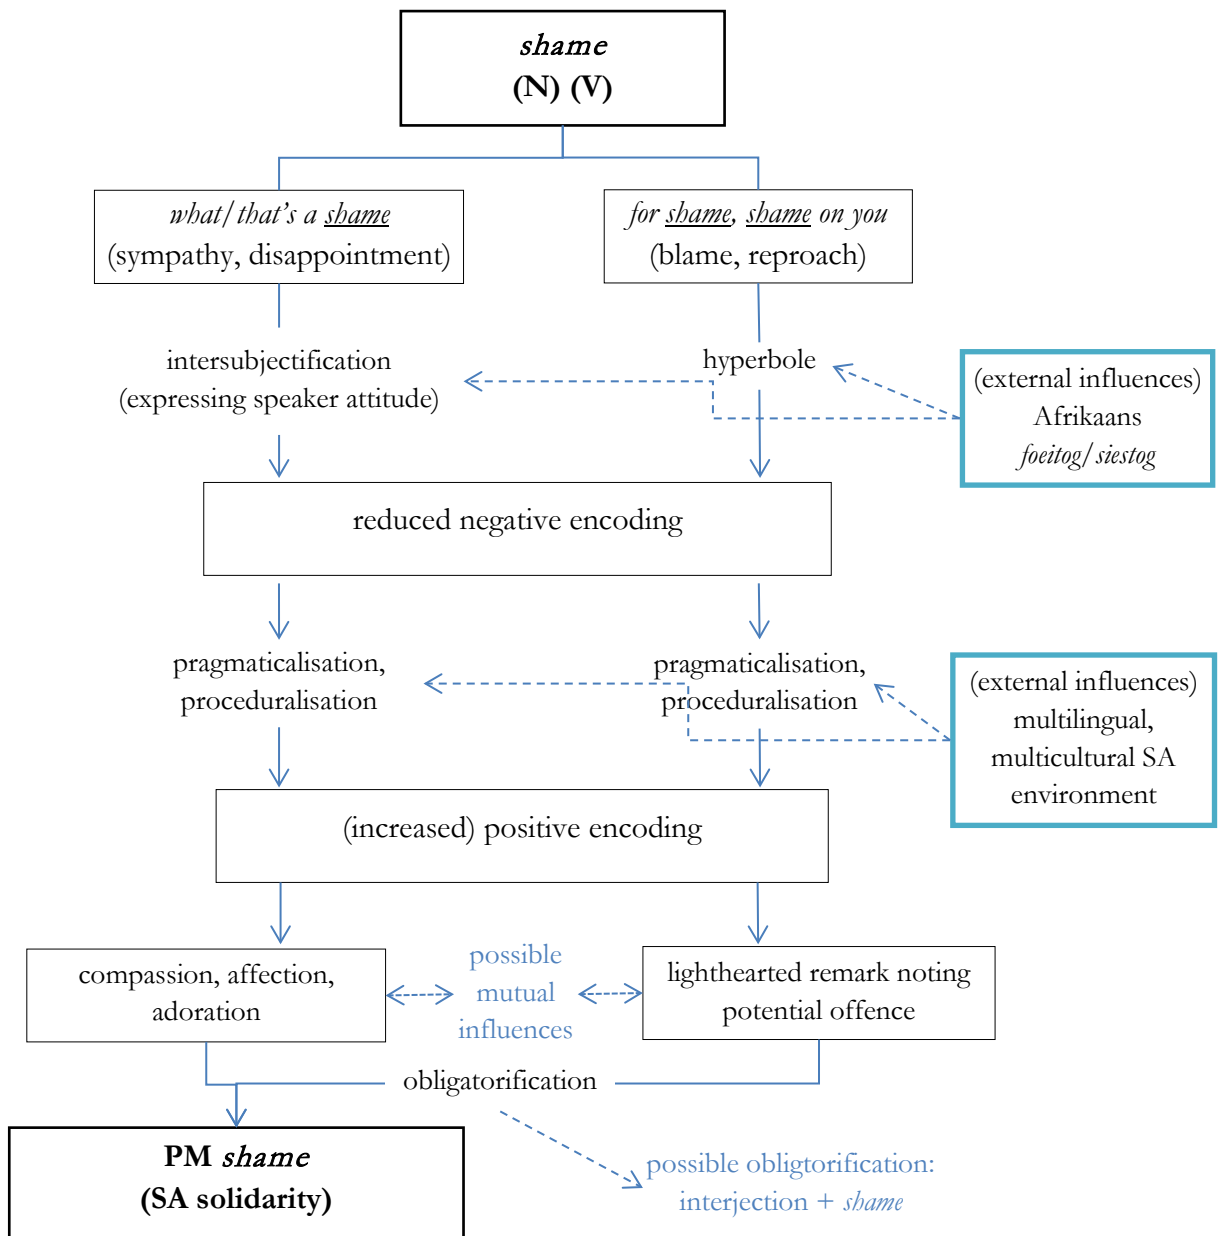 shame
(N) (V)
what/that’s a shame
(sympathy, disappointment)
for shame, shame on you
(blame, reproach)
intersubjectification
(expressing speaker attitude)
hyperbole
(external influences)
Afrikaans
foeitog/siestog
reduced negative encoding
pragmaticalisation,
proceduralisation
pragmaticalisation,
proceduralisation
(external influences)
multilingual,
multicultural SA
environment
(increased) positive encoding
compassion, affection,
adoration
possible
mutual
influences
lighthearted remark noting
potential offence
obligatorification
PM shame
(SA solidarity)
possible obligtorification:
interjection + shame